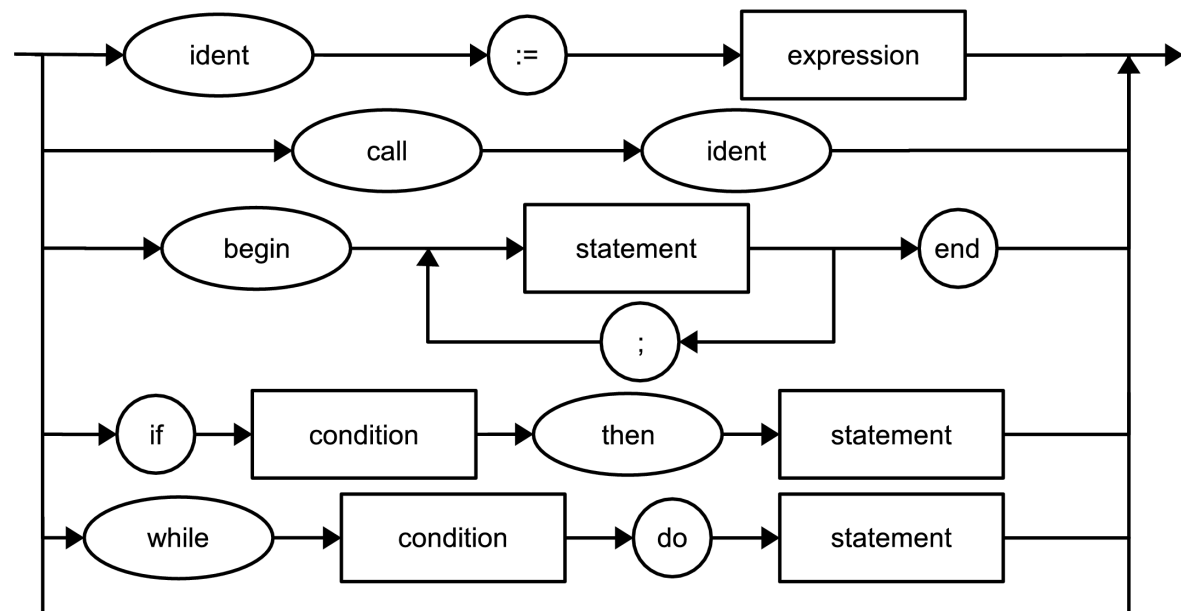 ident := expression
call ident
begin statement end
;
if condition then statement
while condition do statement